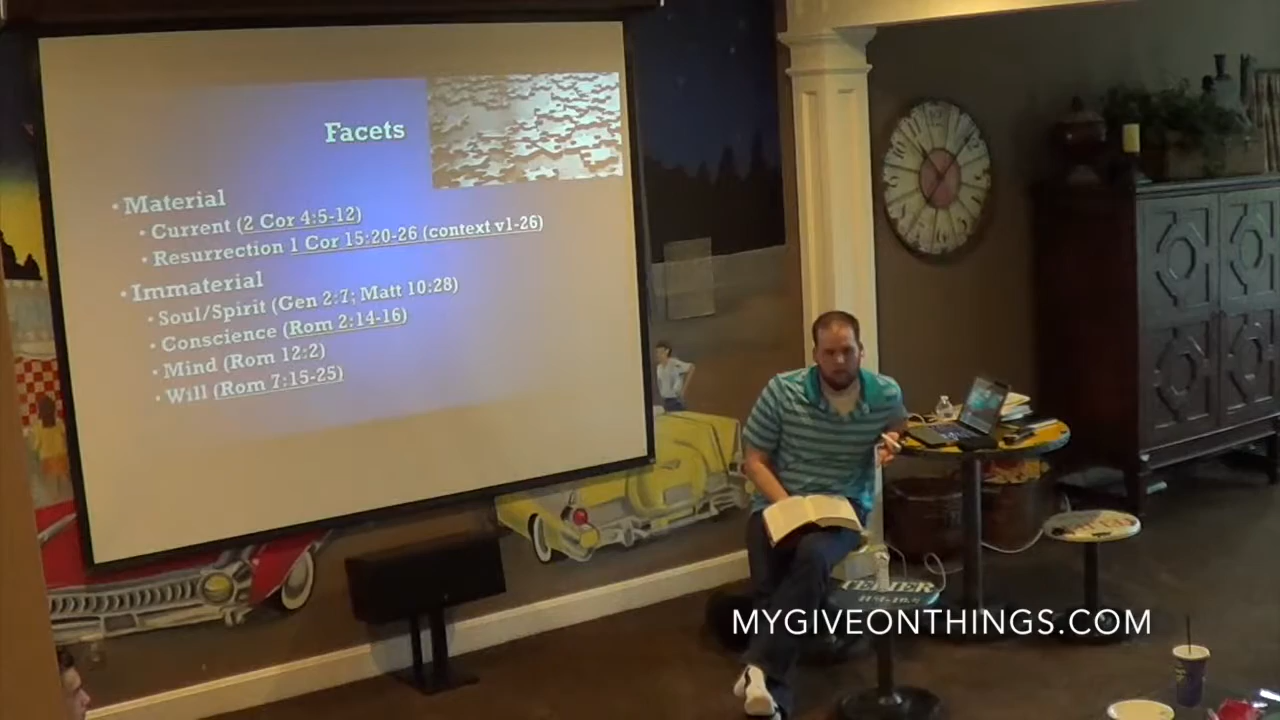 Facets
• Material
• Current (2 Cor 4:5-12)
• Resurrection 1 Cor 15:20-26 (context v1-26)
• Immaterial
• Soul/Spirit (Gen 2:7; Matt 10:28)
• Conscience (Rom 2:14-16)
• Mind (Rom 12:2)
• Will (Rom 7:15-25)
MYGIVEONTHINGS.COM